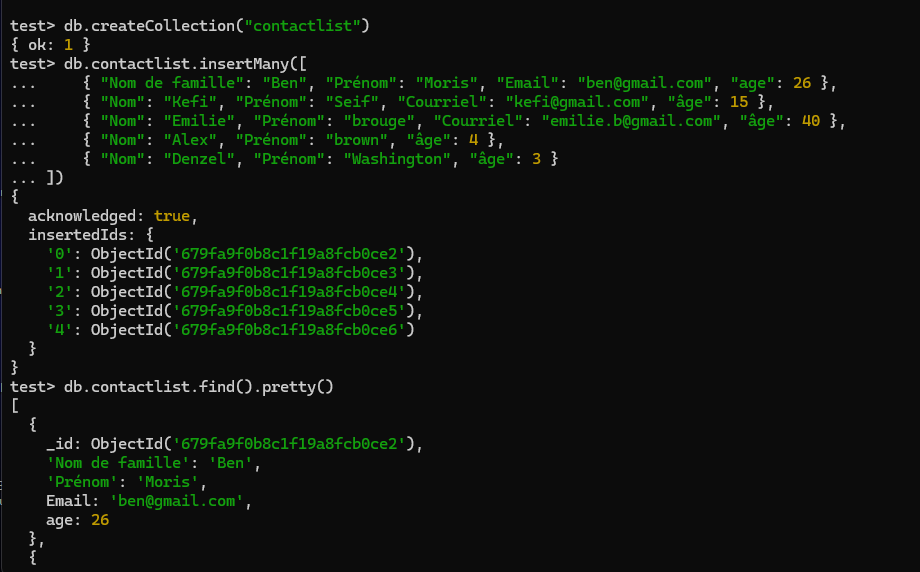 test> db.createCollection("contactlist")
{ ok: 1 }
test> db.contactlist.insertMany([
...     { "Nom de famille": "Ben", "Prénom": "Moris", "Email": "ben@gmail.com", "age": 26 },
...     { "Nom": "Kefi", "Prénom": "Seif", "Courriel": "kefi@gmail.com", "âge": 15 },
...     { "Nom": "Emilie", "Prénom": "brouge", "Courriel": "emilie.b@gmail.com", "âge": 40 },
...     { "Nom": "Alex", "Prénom": "brown", "âge": 4 },
...     { "Nom": "Denzel", "Prénom": "Washington", "âge": 3 }
... ])
{
  acknowledged: true,
  insertedIds: {
    '0': ObjectId('679fa9f0b8c1f19a8fcb0ce2'),
    '1': ObjectId('679fa9f0b8c1f19a8fcb0ce3'),
    '2': ObjectId('679fa9f0b8c1f19a8fcb0ce4'),
    '3': ObjectId('679fa9f0b8c1f19a8fcb0ce5'),
    '4': ObjectId('679fa9f0b8c1f19a8fcb0ce6')
  }
}
test> db.contactlist.find().pretty()
[
  {
    _id: ObjectId('679fa9f0b8c1f19a8fcb0ce2'),
    'Nom de famille': 'Ben',
    'Prénom': 'Moris',
    Email: 'ben@gmail.com',
    age: 26
  },
  {